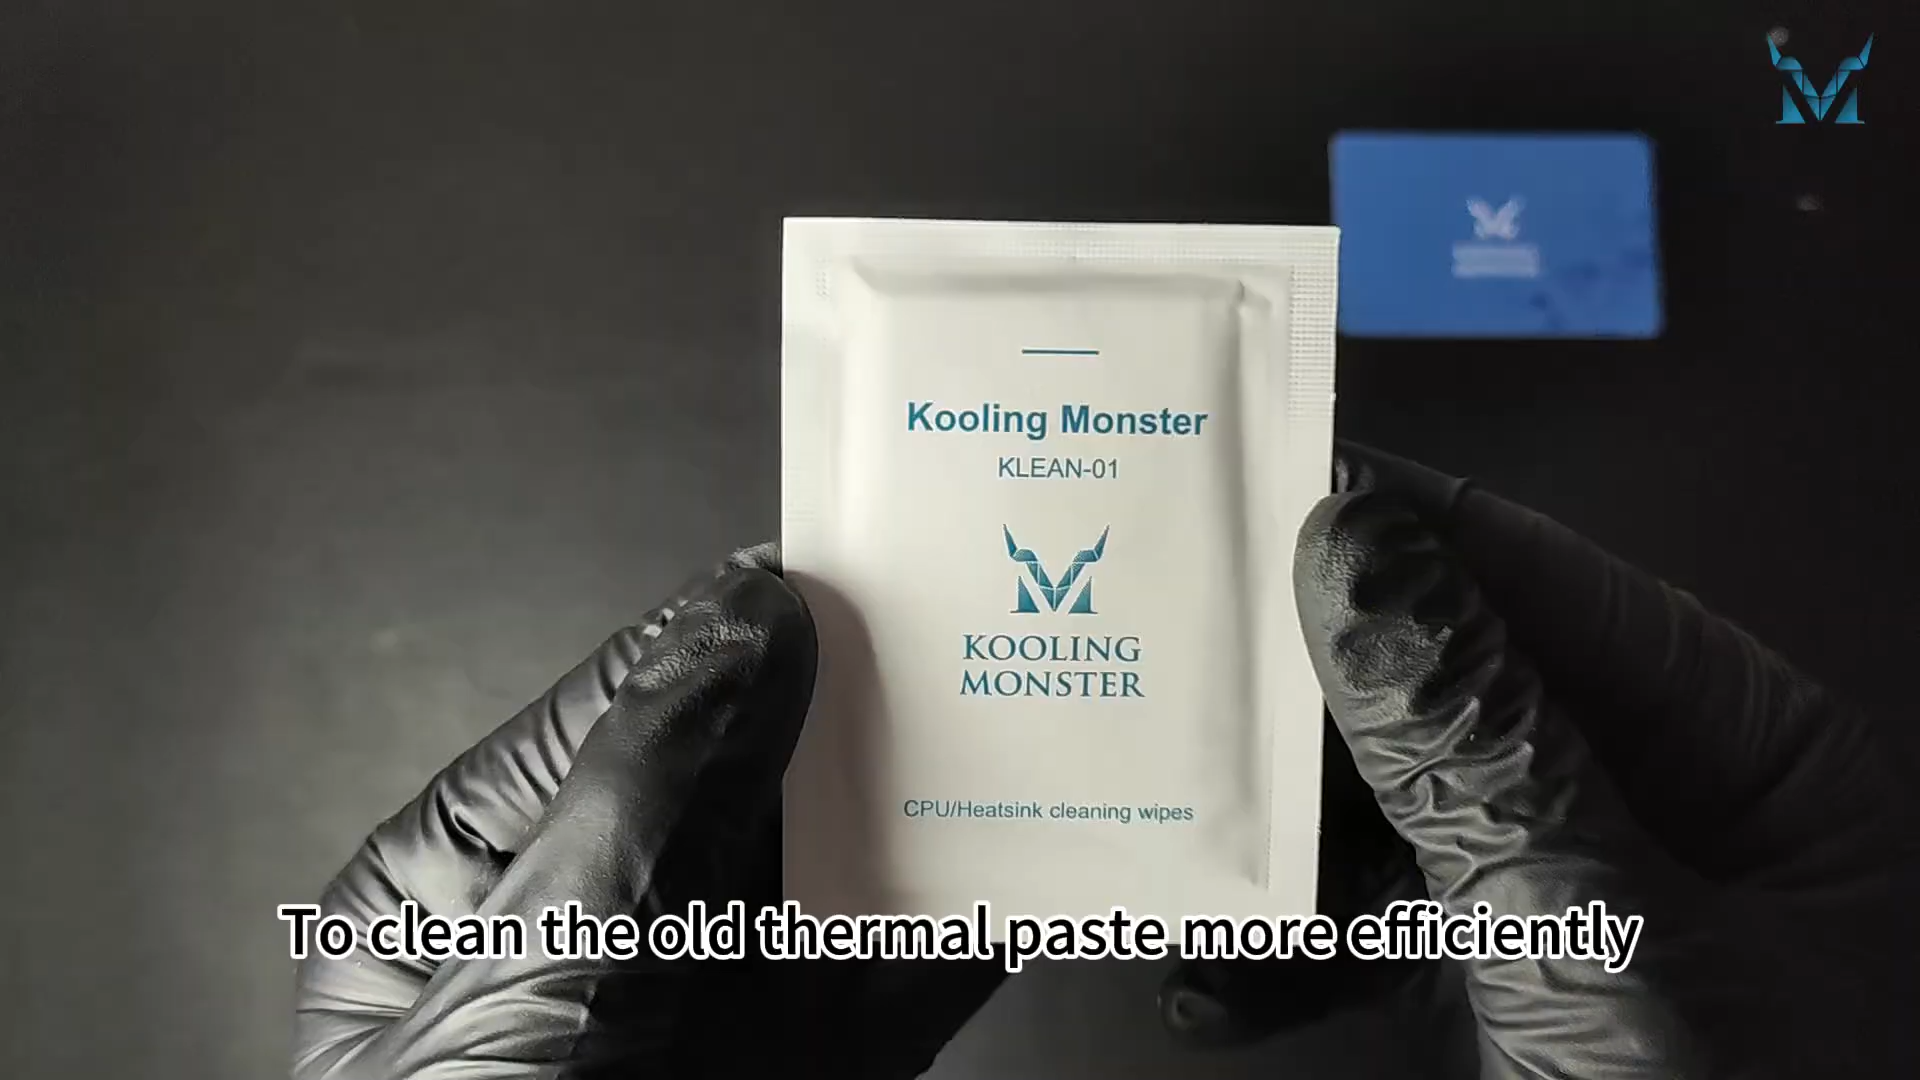 Kooling Monster
KLEAN-01
KOOLING
MONSTER
CPU/Heatsink cleaning wipes
To clean the old thermal paste more efficiently